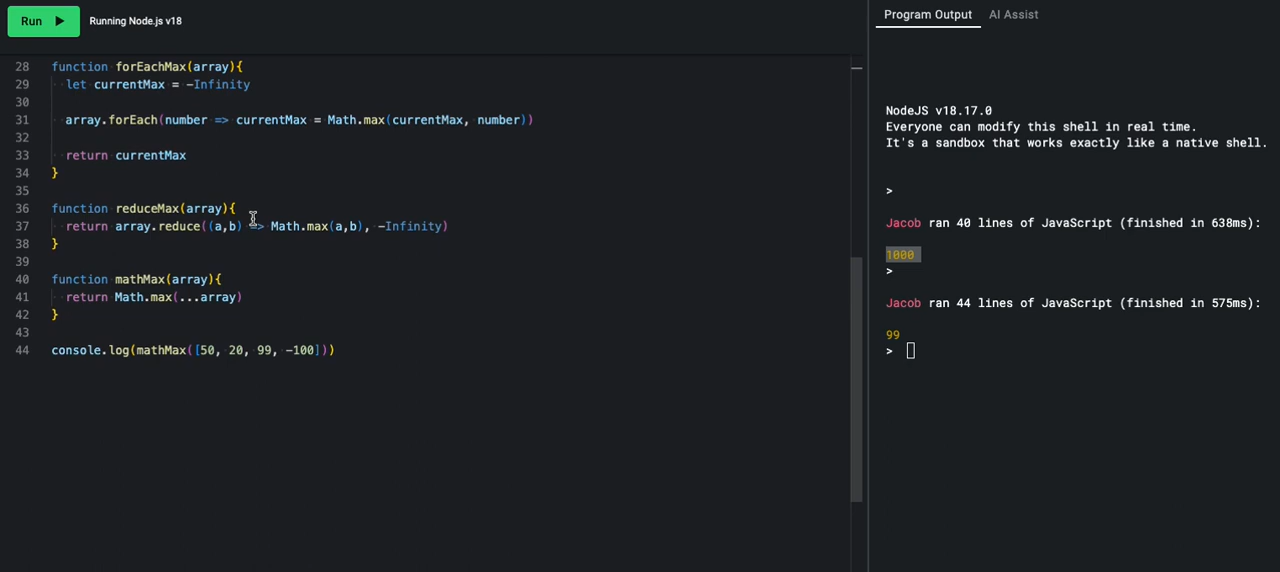 Run ▶ Running Node.js v18
Program Output AI Assist
28 function forEachMax(array){
29 let currentMax = -Infinity
30
31 array.forEach(number => currentMax = Math.max(currentMax, number))
32
33 return currentMax
34 }
35
36 function reduceMax(array){
37 return array.reduce((a,b) => Math.max(a,b), -Infinity)
38 }
39
40 function mathMax(array){
41 return Math.max(...array)
42 }
43
44 console.log(mathMax([50, 20, 99, -100]))
NodeJS v18.17.0
Everyone can modify this shell in real time.
It's a sandbox that works exactly like a native shell.
>
Jacob ran 40 lines of JavaScript (finished in 638ms):
1000
>
Jacob ran 44 lines of JavaScript (finished in 575ms):
99
>